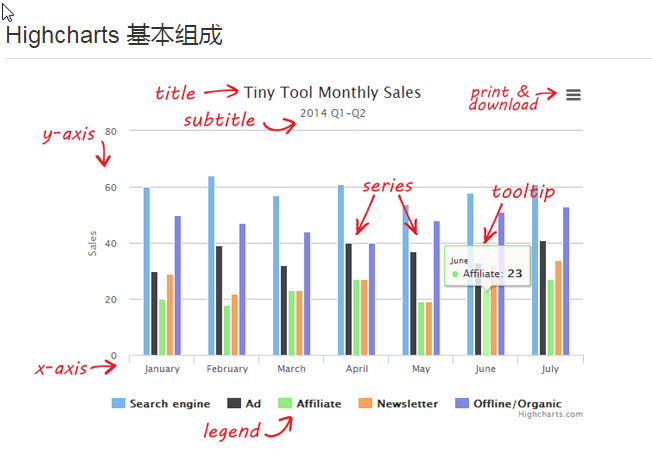 Highcharts 基本组成
title
Tiny Tool Monthly Sales
print &
download
subtitle
2014 Q1-Q2
y-axis
80
60
40
20
0
Sales
series
tooltip
June
Affiliate: 23
x-axis
January February March April May June July
Search engine Ad Affiliate Newsletter Offline/Organic
Highcharts.com
legend